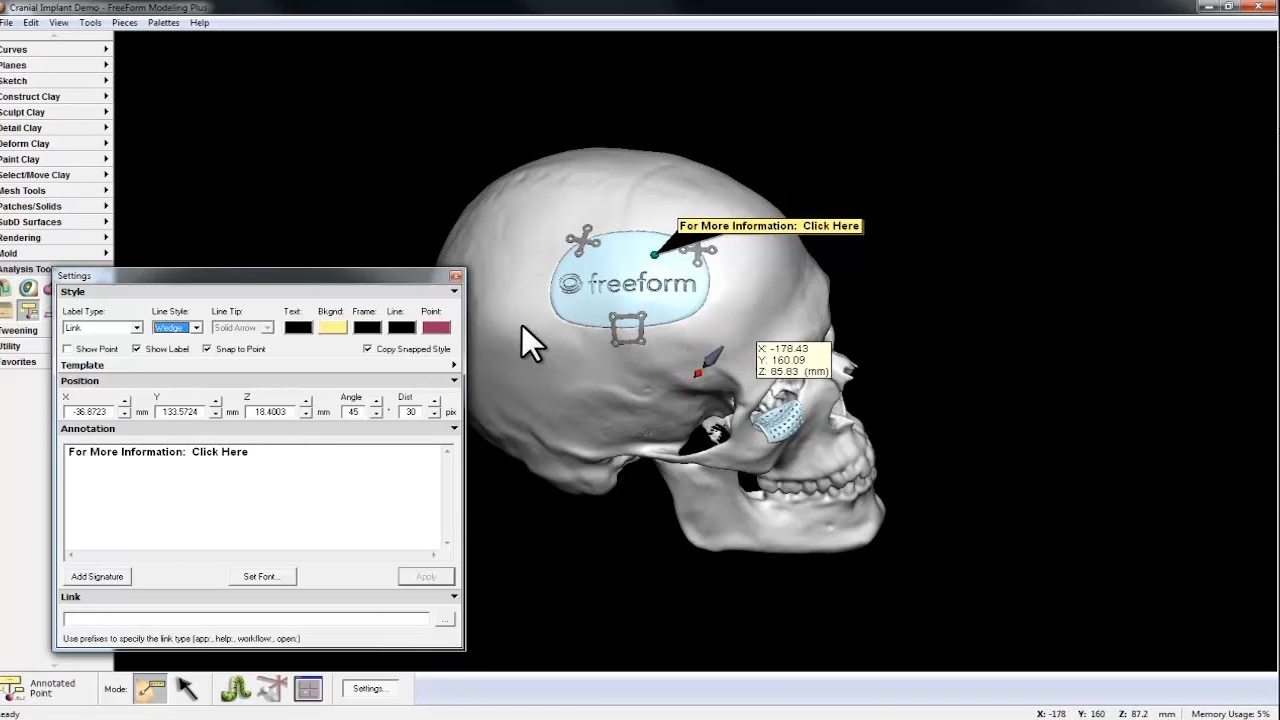 Cranial Implant Demo - FreeForm Modeling Plus
File Edit View Tools Pieces Palettes Help
Curves
Planes
Sketch
Construct Clay
Sculpt Clay
Detail Clay
Deform Clay
Paint Clay
Select/Move Clay
Mesh Tools
Patches/Solids
SubD Surfaces
Rendering
Mold
Analysis Too
Tweening
Utility
Favorites
For More Information: Click Here
freeform
X: -178.43
Y: 160.09
Z: 85.83 (mm)
Settings
Style
Label Type: Line Style: Line Tip: Text: Bkgnd: Frame: Line: Point:
Link Wedge Solid Arrow
Show Point Show Label Snap to Point Copy Snapped Style
Template
Position
X Y Z Angle Dist
-36.8723 mm 133.5724 mm 18.4003 mm 45 ° 30 pix
Annotation
For More Information: Click Here
Add Signature Set Font... Apply
Link
...
Use prefixes to specify the link type (app:, help:, workflow:, open:)
Annotated
Point
Mode: Settings...
eady X: -178 Y: 160 Z: 87.2 mm Memory Usage: 5%